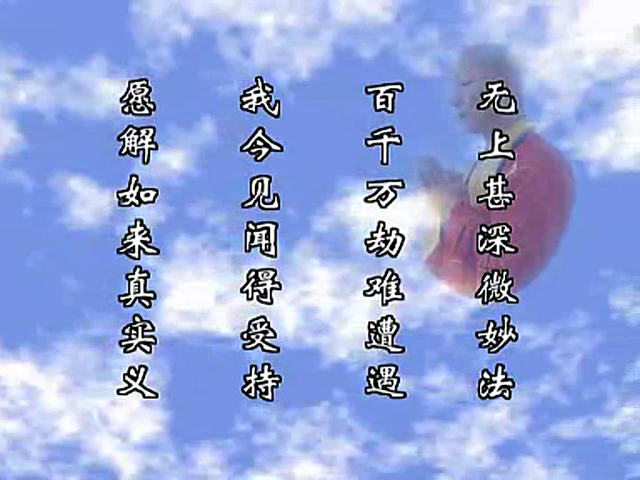 无上甚深微妙法
百千万劫难遭遇
我今见闻得受持
愿解如来真实义